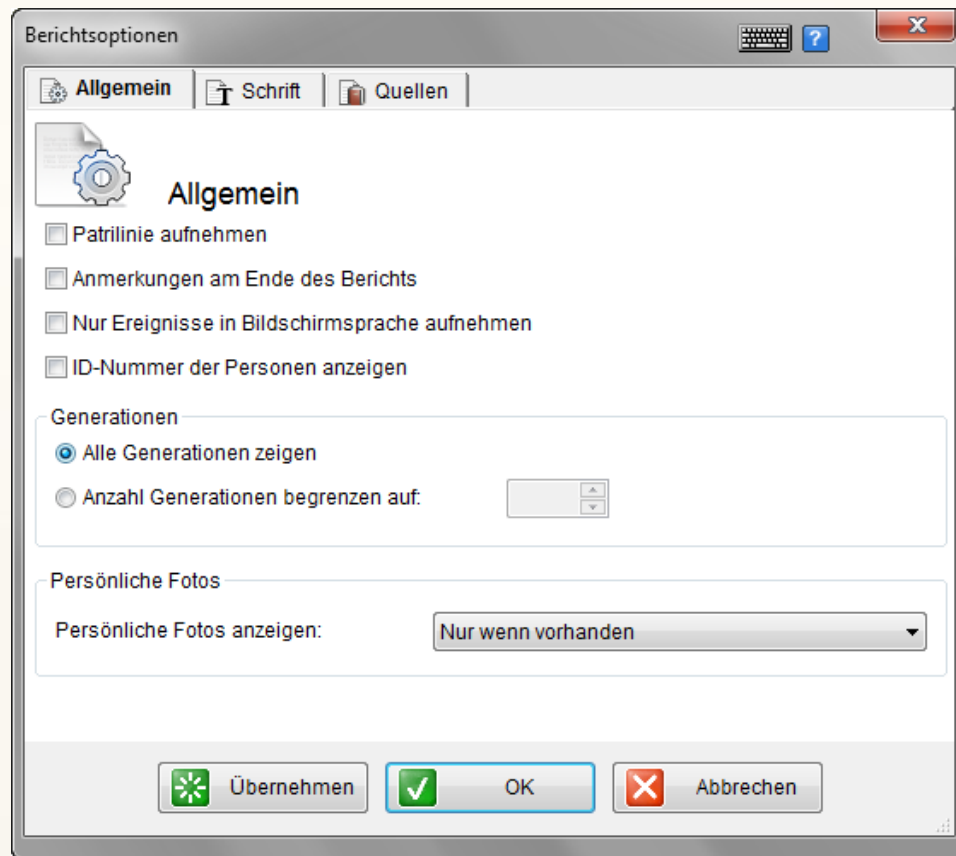 Berichtsoptionen
?
X
Allgemein Schrift Quellen
Allgemein
Patrilinie aufnehmen
Anmerkungen am Ende des Berichts
Nur Ereignisse in Bildschirmsprache aufnehmen
ID-Nummer der Personen anzeigen
Generationen
Alle Generationen zeigen
Anzahl Generationen begrenzen auf:
Persönliche Fotos
Persönliche Fotos anzeigen: Nur wenn vorhanden
Übernehmen OK Abbrechen